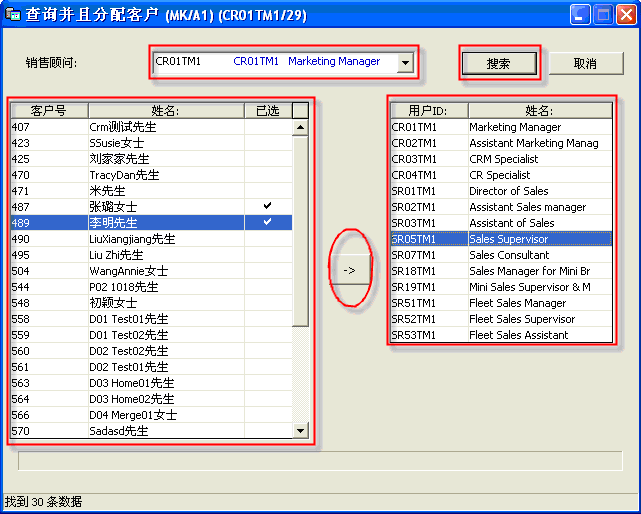 查询并且分配客户 (MK/A1) (CR01TM1/29)
销售顾问: CR01TM1 CR01TM1 Marketing Manager 搜索 取消
客户号 姓名: 已选
407 Crm测试先生
423 SSusie女士
425 刘家家先生
470 TracyDan先生
471 米先生
487 张璐女士 ✔
489 李明先生 ✔
490 LiuXiangjiang先生
495 Liu Zhi先生
504 WangAnnie女士
544 P02 1018先生
548 初颖女士
558 D01 Test01先生
559 D01 Test02先生
560 D02 Test02先生
561 D02 Test01先生
563 D03 Home01先生
564 D03 Home02先生
566 D04 Merge01女士
570 Sadasd先生
->
用户ID: 姓名:
CR01TM1 Marketing Manager
CR02TM1 Assistant Marketing Manag
CR03TM1 CRM Specialist
CR04TM1 CR Specialist
SR01TM1 Director of Sales
SR02TM1 Assistant Sales manager
SR03TM1 Assistant of Sales
SR05TM1 Sales Supervisor
SR07TM1 Sales Consultant
SR18TM1 Sales Manager for Mini Br
SR19TM1 Mini Sales Supervisor & M
SR51TM1 Fleet Sales Manager
SR52TM1 Fleet Sales Supervisor
SR53TM1 Fleet Sales Assistant
找到 30 条数据